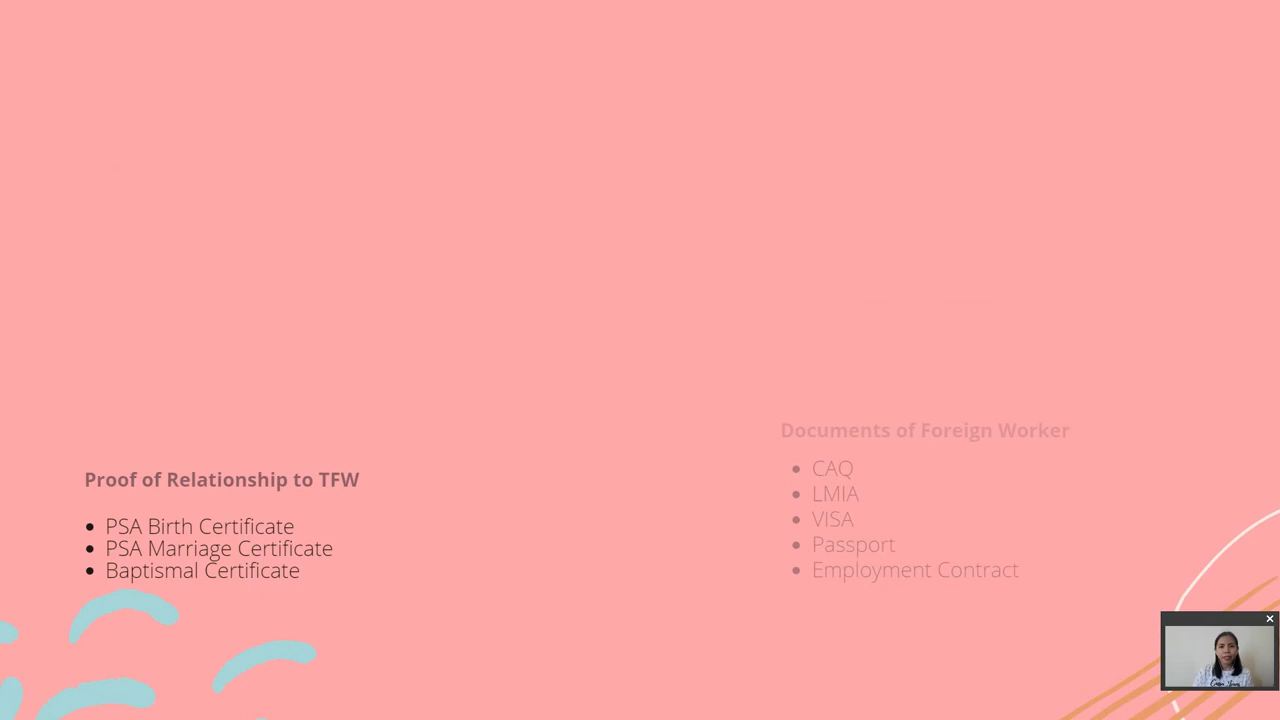 Proof of Relationship to TFW
PSA Birth Certificate
PSA Marriage Certificate
Baptismal Certificate
Documents of Foreign Worker
CAQ
LMIA
VISA
Passport
Employment Contract